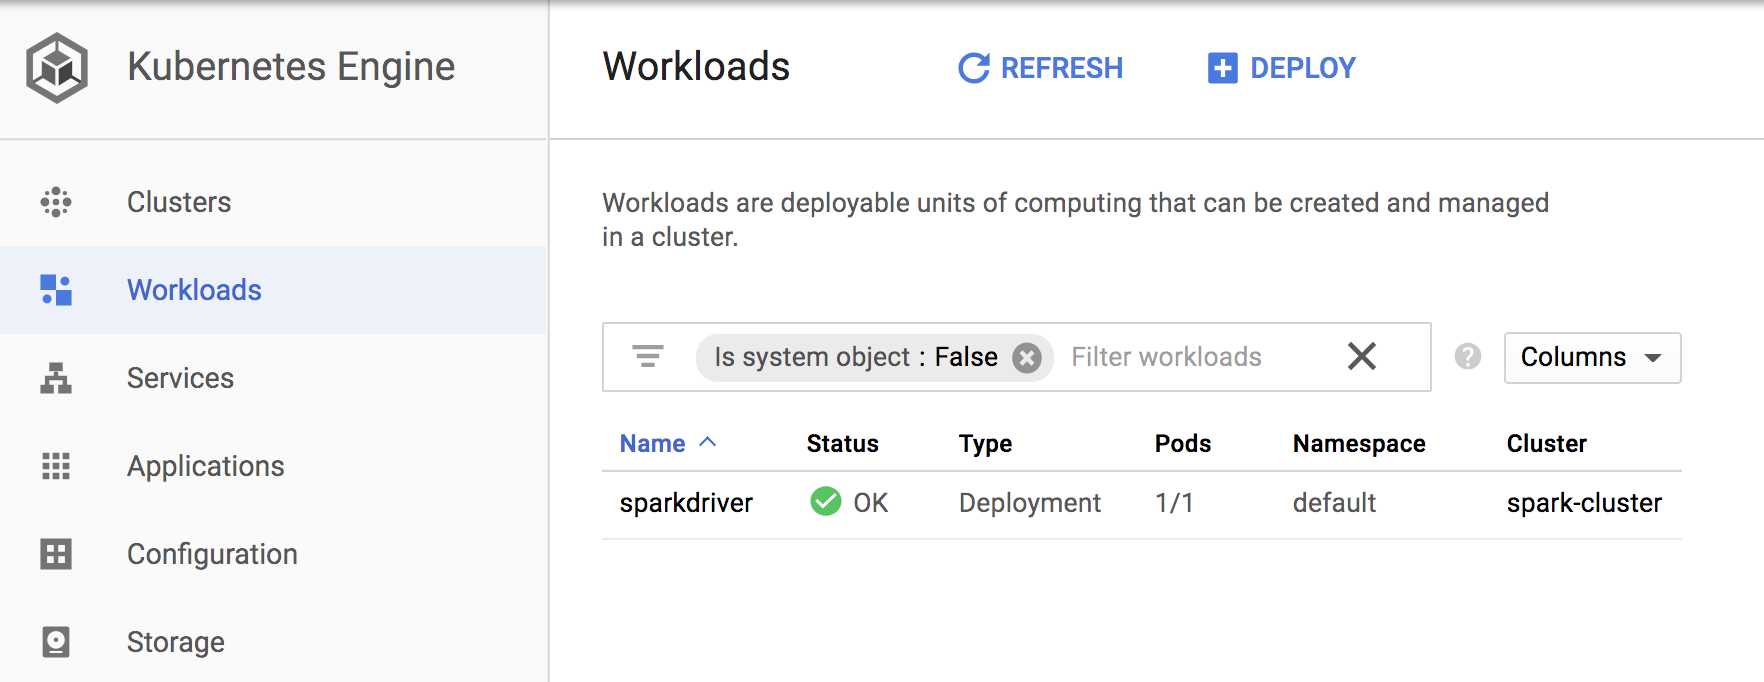 Kubernetes Engine
Clusters
Workloads
Services
Applications
Configuration
Storage
Workloads REFRESH DEPLOY
Workloads are deployable units of computing that can be created and managed
in a cluster.
Is system object : False Filter workloads ? Columns
Name Status Type Pods Namespace Cluster
sparkdriver OK Deployment 1/1 default spark-cluster